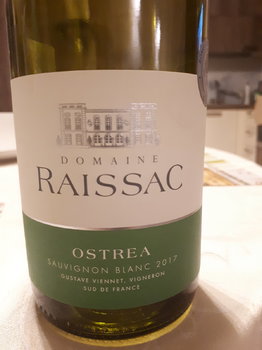 DOMAINE
RAISSAC
OSTREA
SAUVIGNON BLANC 2017
GUSTAVE VIENNET, VIGNERON
SUD DE FRANCE